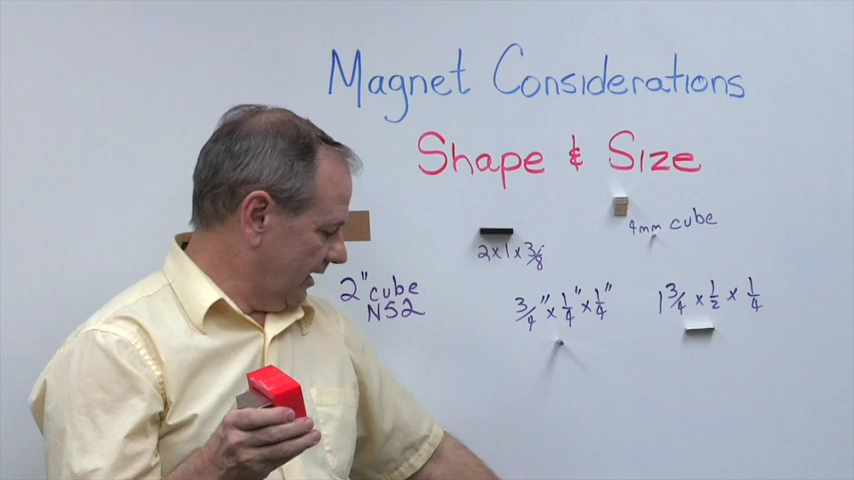 Magnet Considerations
Shape & Size
4mm cube
2x1x3/8
2" cube
N52
3/4" x 1/4" x 1/4"
1 3/4 x 1/2 x 1/4